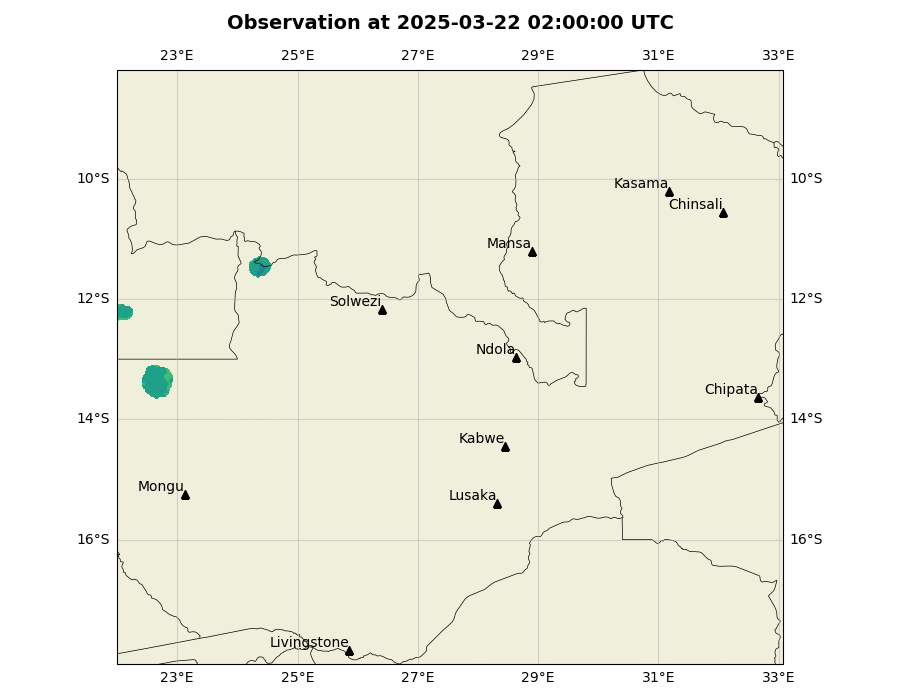 Observation at 2025-03-22 02:00:00 UTC
23°E 25°E 27°E 29°E 31°E 33°E
10°S 10°S
Kasama
Chinsali
Mansa
12°S 12°S
Solwezi
Ndola
Chipata
14°S 14°S
Kabwe
Mongu
Lusaka
16°S 16°S
Livingstone
23°E 25°E 27°E 29°E 31°E 33°E